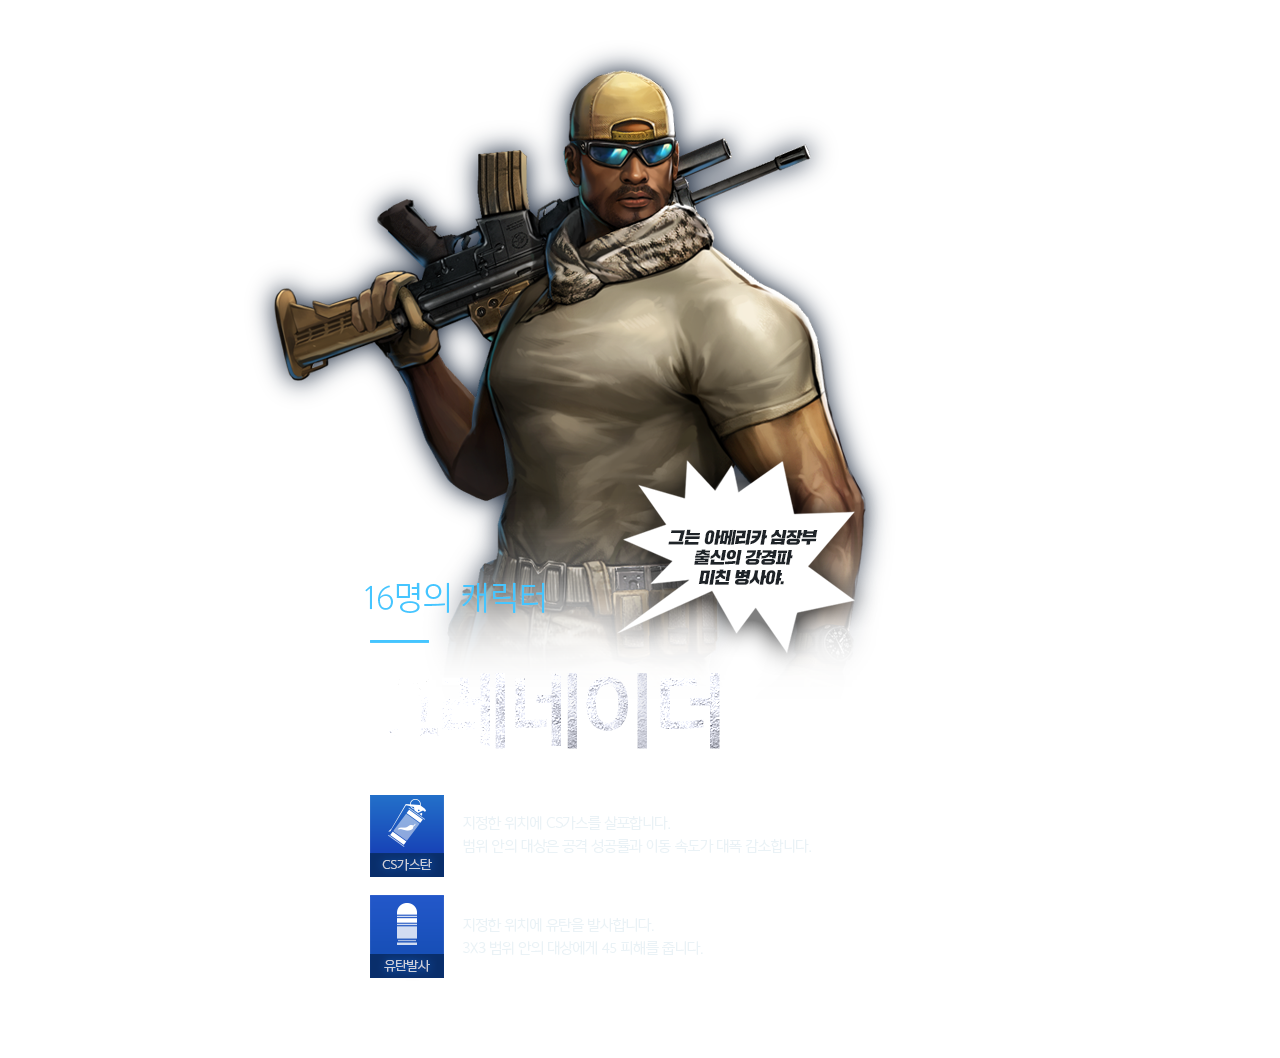 그는 아메리카 심장부
출신의 강경파
미친 병사야.
16명의 캐릭터
그레네이더
지정한 위치에 CS가스를 살포합니다.
범위 안의 대상은 공격 성공률과 이동 속도가 대폭 감소합니다.
CS가스탄
지정한 위치에 유탄을 발사합니다.
3X3 범위 안의 대상에게 45 피해를 줍니다.
유탄발사